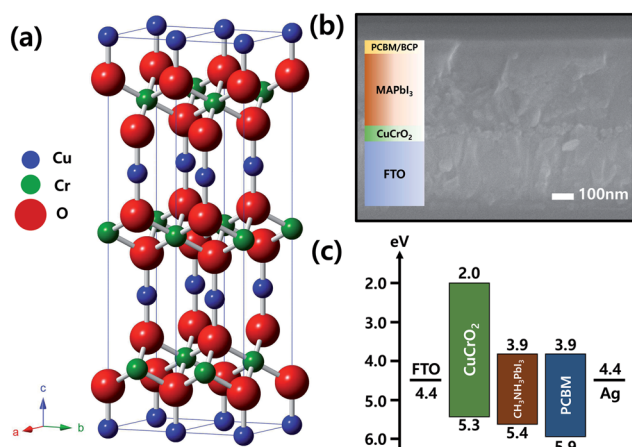 (a)
Cu
Cr
O
c
a
b
(b)
PCBM/BCP
MAPbI₃
CuCrO₂
FTO
100nm
(c)
eV
2.0
3.0
4.0
5.0
6.0
FTO
4.4
2.0
CuCrO₂
5.3
3.9
CH₃NH₃PbI₃
5.4
3.9
PCBM
5.9
4.4
Ag